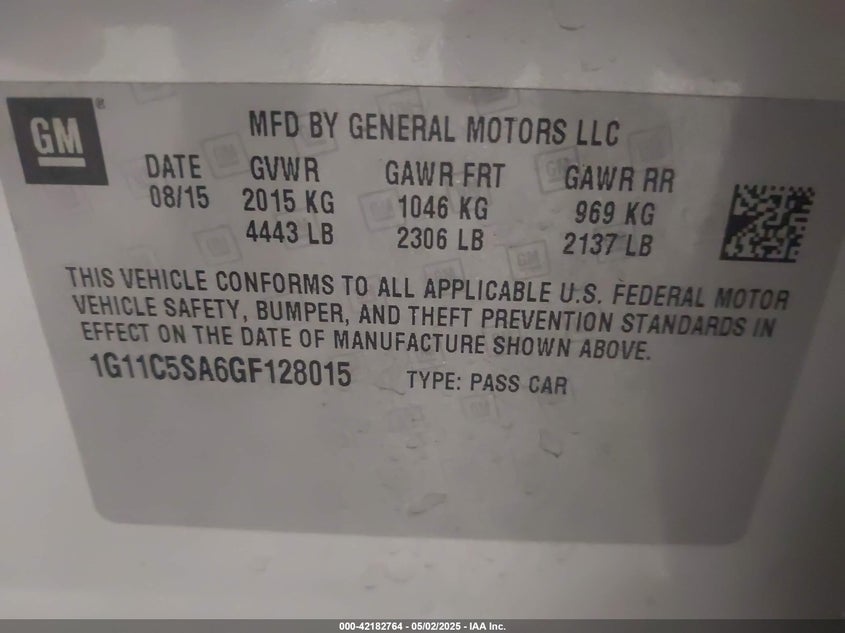 GM®
MFD BY GENERAL MOTORS LLC
DATE GVWR GAWR FRT GAWR RR
08/15 2015 KG 1046 KG 969 KG
4443 LB 2306 LB 2137 LB
THIS VEHICLE CONFORMS TO ALL APPLICABLE U.S. FEDERAL MOTOR
VEHICLE SAFETY, BUMPER, AND THEFT PREVENTION STANDARDS IN
EFFECT ON THE DATE OF MANUFACTURE SHOWN ABOVE.
1G11C5SA6GF128015 TYPE: PASS CAR
000-42182764 - 05/02/2025 - IAA Inc.